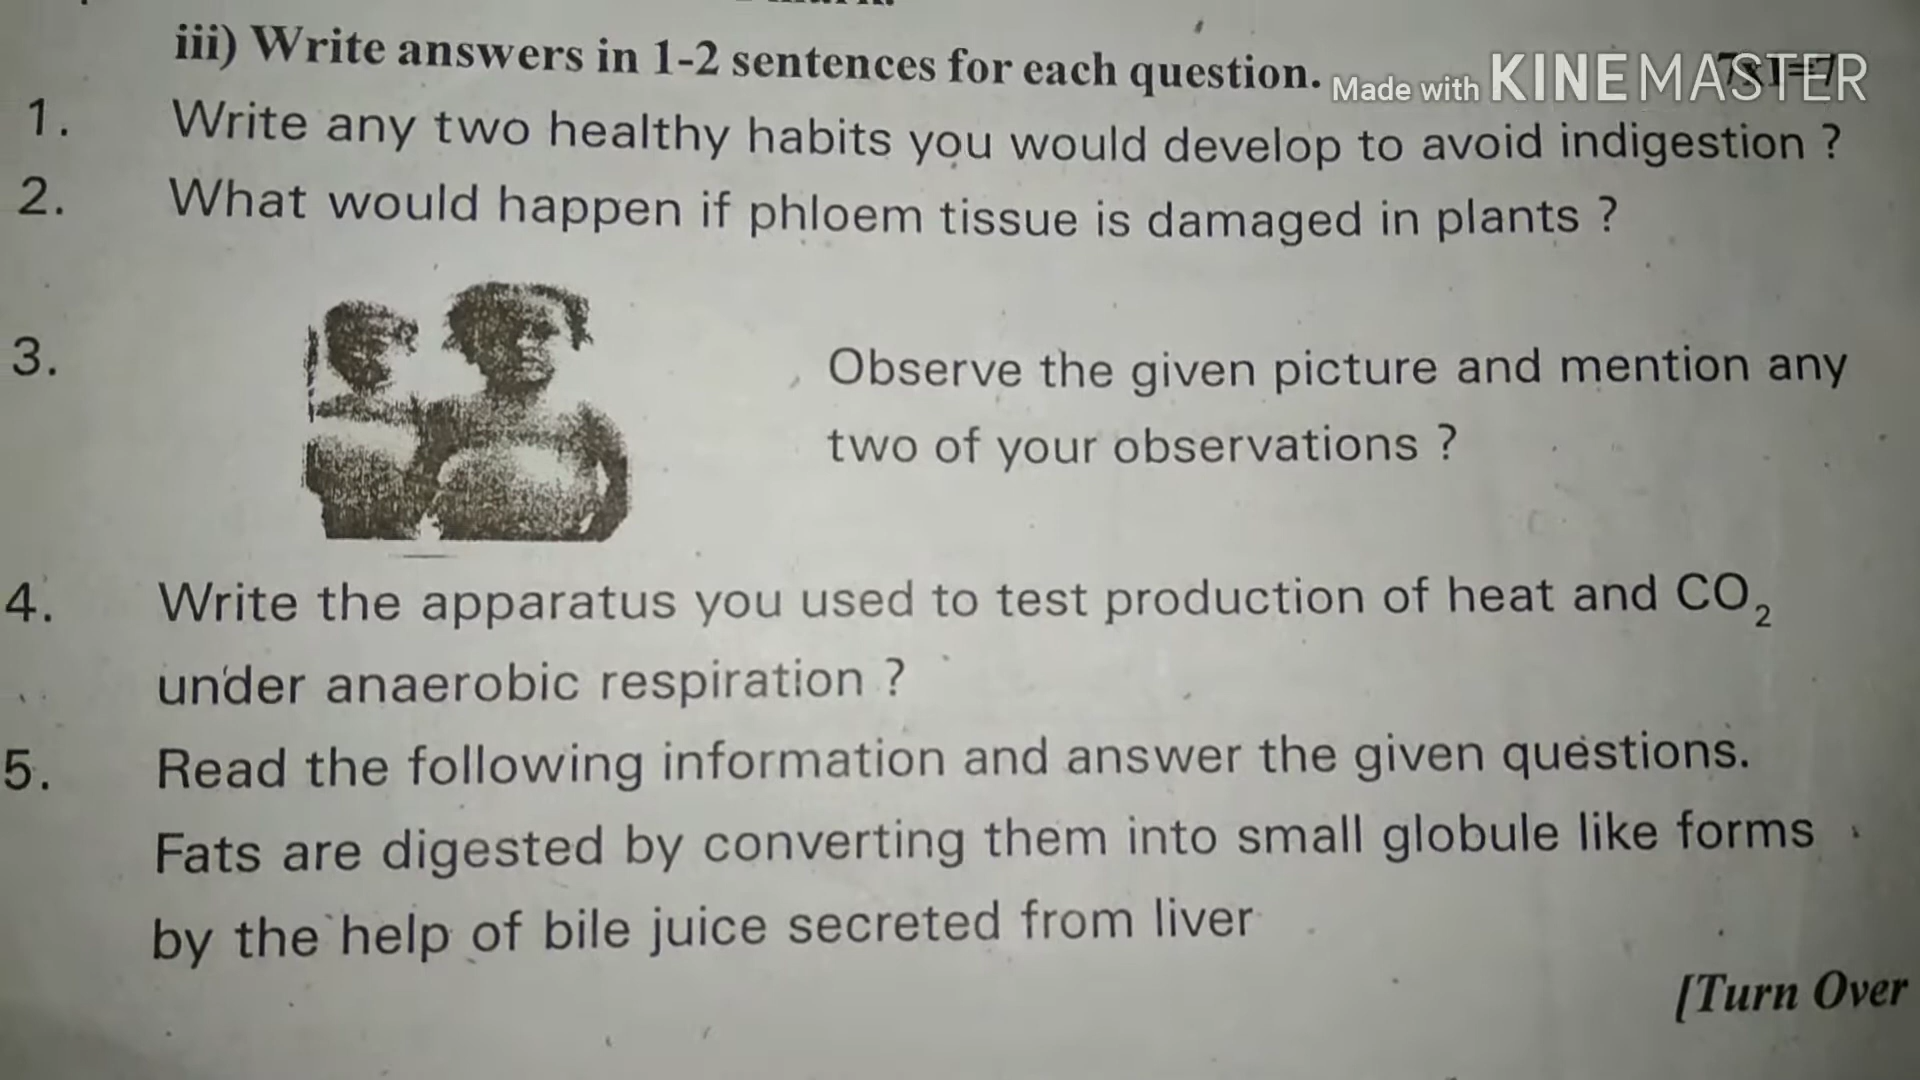 iii) Write answers in 1-2 sentences for each question.
Made with KINEMASTER
1. Write any two healthy habits you would develop to avoid indigestion ?
2. What would happen if phloem tissue is damaged in plants ?
3. Observe the given picture and mention any
two of your observations ?
4. Write the apparatus you used to test production of heat and CO₂
under anaerobic respiration ?
5. Read the following information and answer the given questions.
Fats are digested by converting them into small globule like forms
by the help of bile juice secreted from liver
[Turn Over